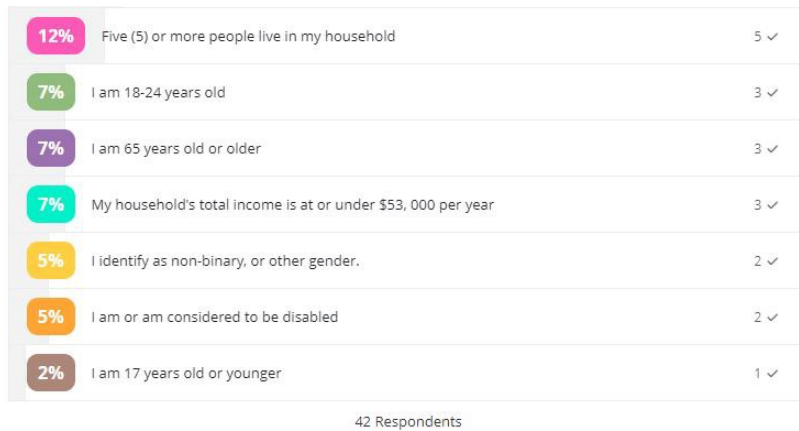 12% Five (5) or more people live in my household 5 ✓
7% I am 18-24 years old 3 ✓
7% I am 65 years old or older 3 ✓
7% My household's total income is at or under $53, 000 per year 3 ✓
5% I identify as non-binary, or other gender. 2 ✓
5% I am or am considered to be disabled 2 ✓
2% I am 17 years old or younger 1 ✓
42 Respondents